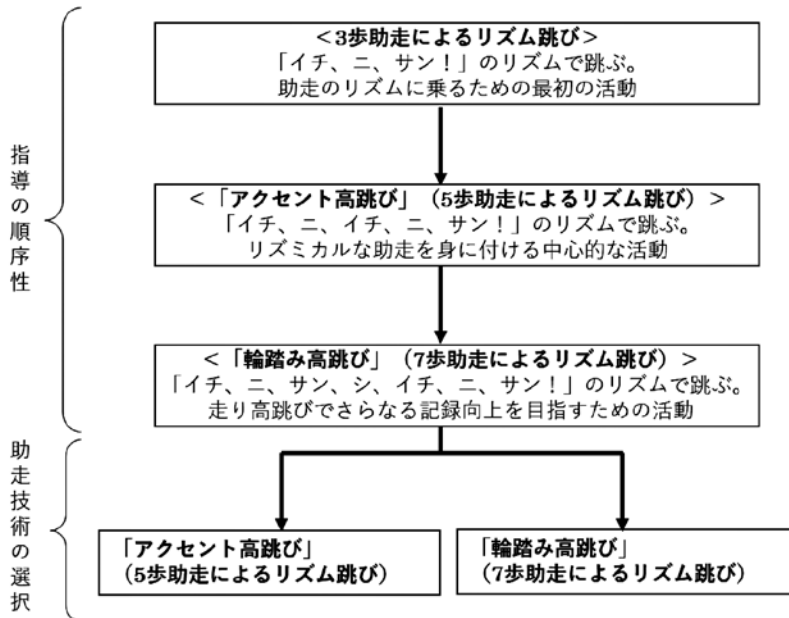 指導の順序性
<3歩助走によるリズム跳び>
「イチ、ニ、サン！」のリズムで跳ぶ。
助走のリズムに乗るための最初の活動
<「アクセント高跳び」（5歩助走によるリズム跳び）>
「イチ、ニ、イチ、ニ、サン！」のリズムで跳ぶ。
リズミカルな助走を身に付ける中心的な活動
<「輪踏み高跳び」（7歩助走によるリズム跳び）>
「イチ、ニ、サン、シ、イチ、ニ、サン！」のリズムで跳ぶ。
走り高跳びでさらなる記録向上を目指すための活動
助走技術の選択
「アクセント高跳び」
（5歩助走によるリズム跳び）
「輪踏み高跳び」
（7歩助走によるリズム跳び）